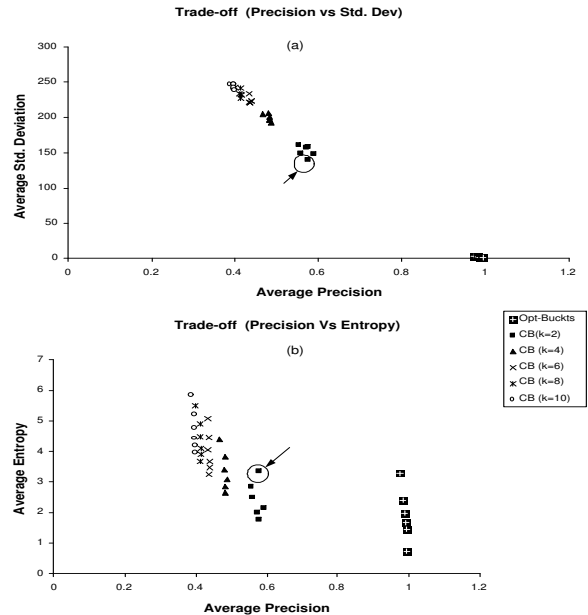 Trade-off (Precision vs Std. Dev)
(a)
Average Std. Deviation
300
250
200
150
100
50
0
0 0.2 0.4 0.6 0.8 1 1.2
Average Precision
Trade-off (Precision Vs Entropy)
(b)
Average Entropy
7
6
5
4
3
2
1
0
0 0.2 0.4 0.6 0.8 1 1.2
Average Precision
Opt-Buckts
CB(k=2)
CB (k=4)
CB (k=6)
CB (k=8)
CB (k=10)